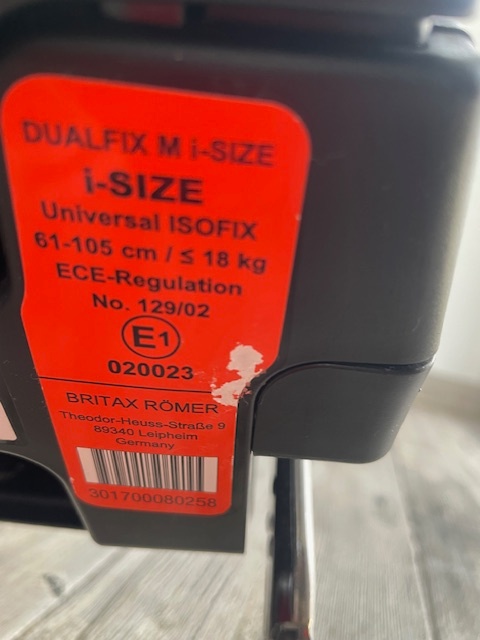 DUALFIX M i-SIZE
i-SIZE
Universal ISOFIX
61-105 cm / ≤ 18 kg
ECE-Regulation
No. 129/02
E1
020023
BRITAX RÖMER
Theodor-Heuss-Straße 9
89340 Leipheim
Germany
301700080258